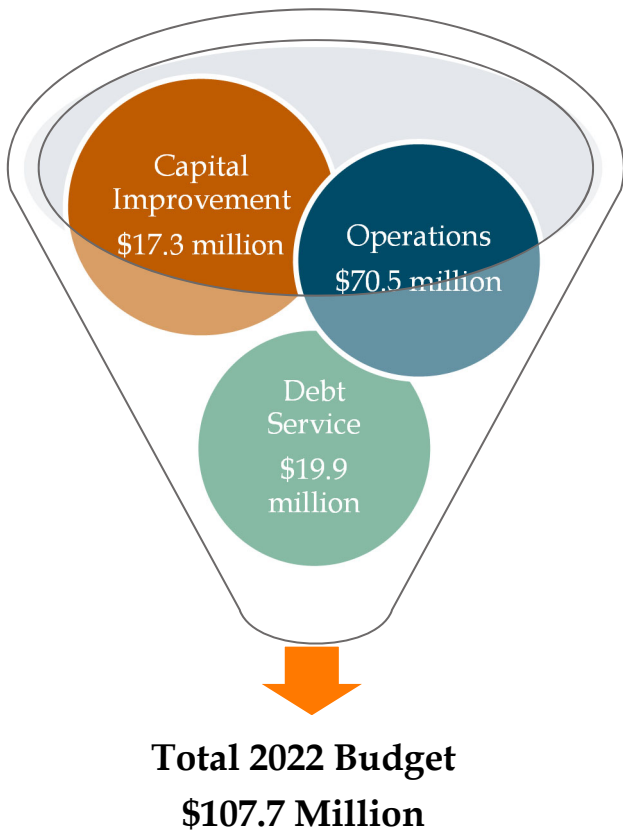 Capital
Improvement
$17.3 million
Operations
$70.5 million
Debt
Service
$19.9
million
Total 2022 Budget
$107.7 Million